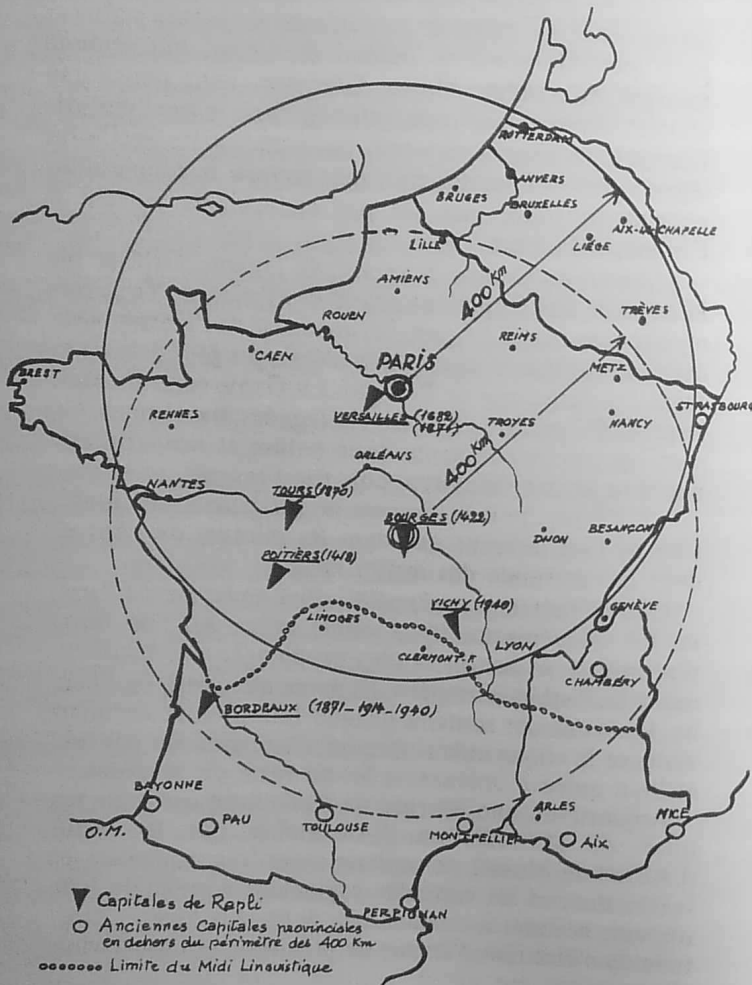 ROTTERDAM
ANVERS
BRUGES
BRUXELLES
LILLE
LIÉGE
AIX-LA-CHAPELLE
400 Km
AMIENS
TRÈVES
ROUEN
REIMS
CAEN
PARIS
METZ
BREST
VERSAILLES (1682)
(1871)
STRASBOURG
RENNES
TROYES
NANCY
ORLÉANS
400 Km
NANTES
TOURS (1870)
BOURGES (1422)
BESANÇON
POITIERS (1418)
VICHY (1940)
GENÈVE
LIMOGES
LYON
CLERMONT-F.
CHAMBÉRY
BORDEAUX (1871-1914-1940)
BAYONNE
ARLES
NICE
PAU
TOULOUSE
MONTPELLIER
AIX
O.M.
PERPIGNAN
Capitales de Repli
Anciennes Capitales provinciales
en dehors du périmètre des 400 Km
Limite du Midi Linguistique